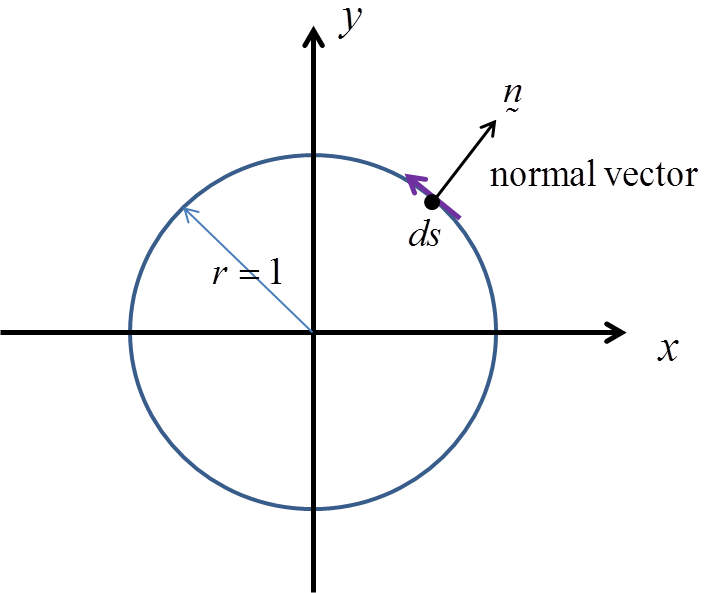 y
n
~
normal vector
ds
r = 1
x